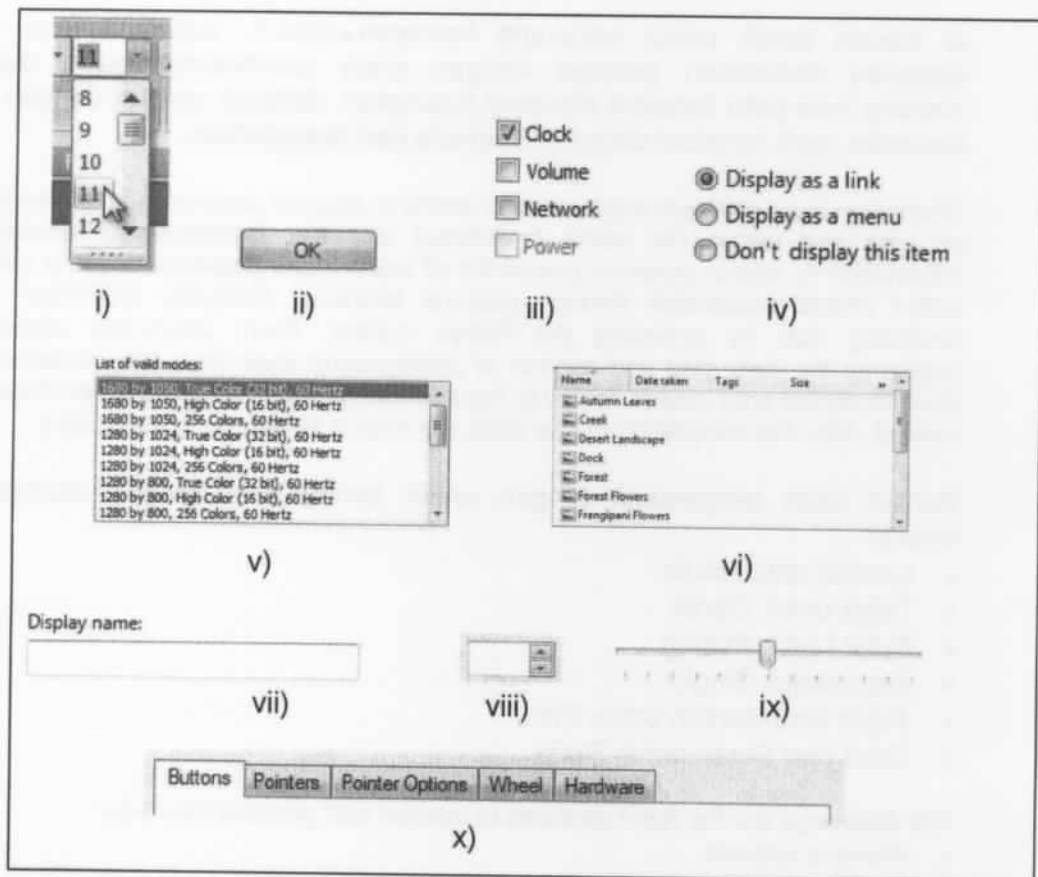 11
8
9
10
11
12
i)
OK
ii)
Clock
Volume
Network
Power
iii)
Display as a link
Display as a menu
Don't display this item
iv)
List of valid modes:
1680 by 1050, True Color (32 bit), 60 Hertz
1680 by 1050, High Color (16 bit), 60 Hertz
1680 by 1050, 256 Colors, 60 Hertz
1280 by 1024, True Color (32 bit), 60 Hertz
1280 by 1024, High Color (16 bit), 60 Hertz
1280 by 1024, 256 Colors, 60 Hertz
1280 by 800, True Color (32 bit), 60 Hertz
1280 by 800, High Color (16 bit), 60 Hertz
1280 by 800, 256 Colors, 60 Hertz
v)
Name Date taken Tags Size »
Autumn Leaves
Creek
Desert Landscape
Dock
Forest
Forest Flowers
Frangipani Flowers
vi)
Display name:
vii)
viii)
ix)
Buttons Pointers Pointer Options Wheel Hardware
x)